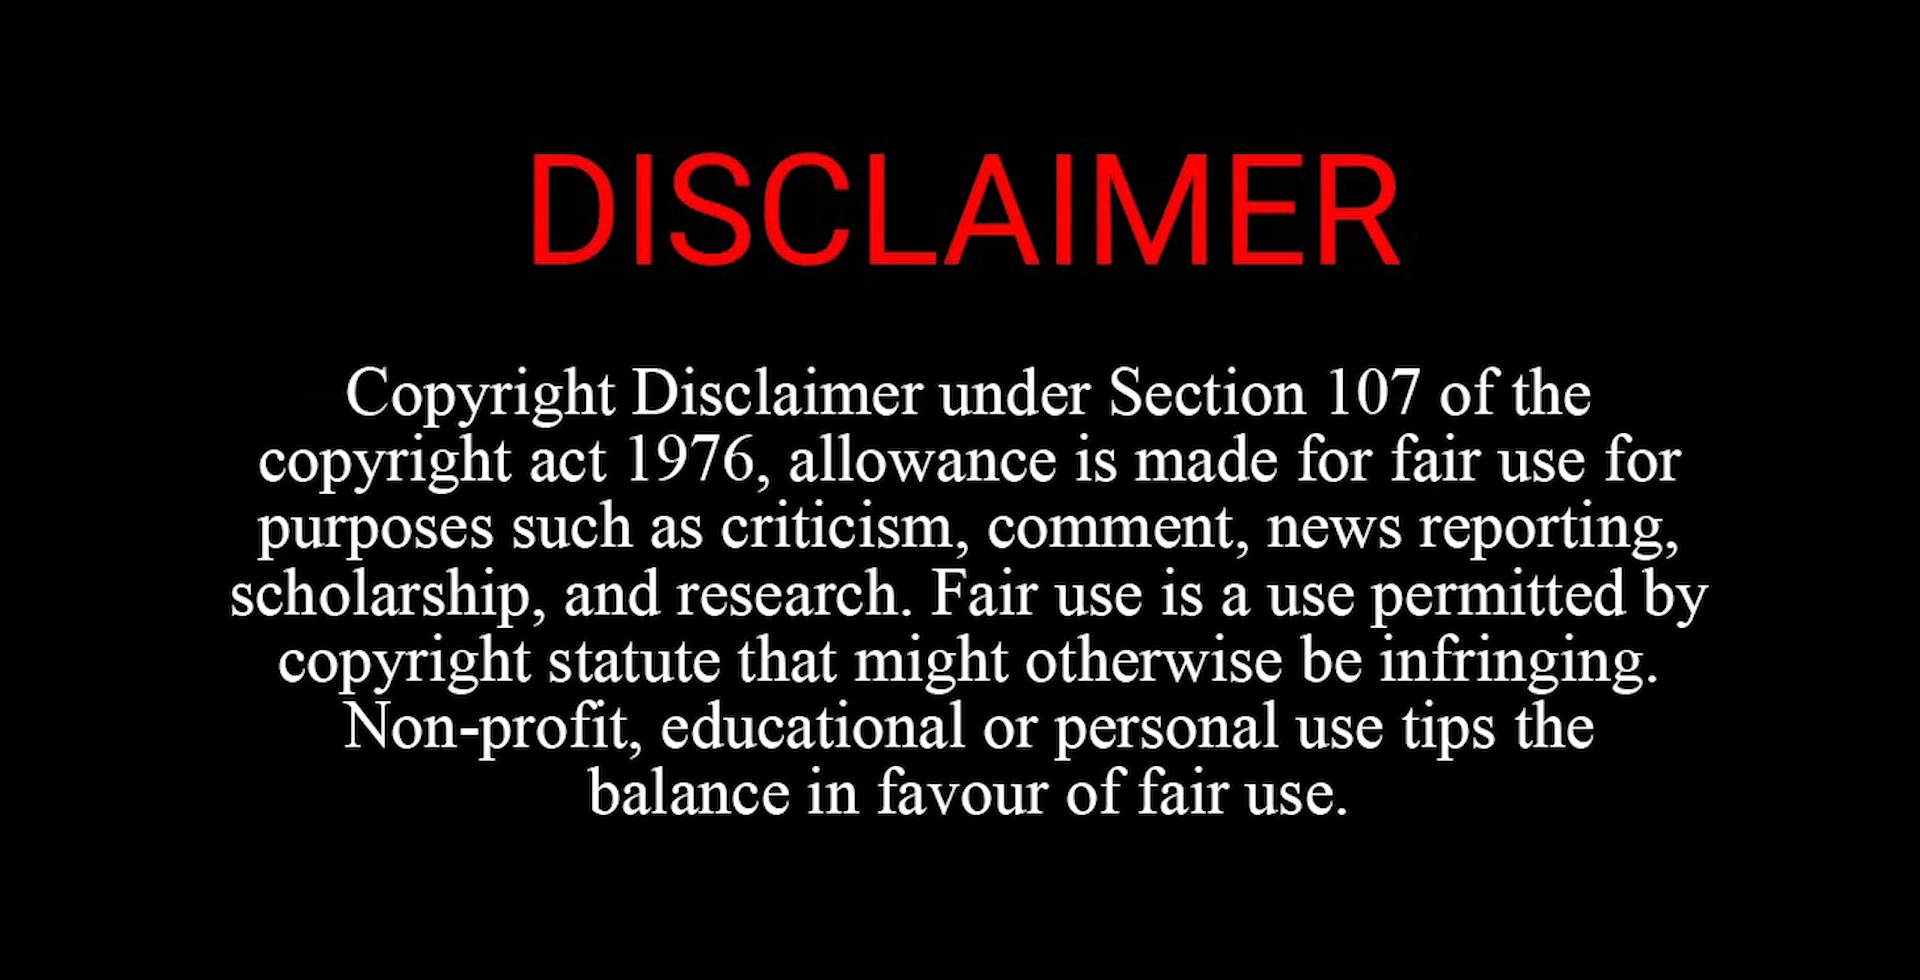 DISCLAIMER
Copyright Disclaimer under Section 107 of the
copyright act 1976, allowance is made for fair use for
purposes such as criticism, comment, news reporting,
scholarship, and research. Fair use is a use permitted by
copyright statute that might otherwise be infringing.
Non-profit, educational or personal use tips the
balance in favour of fair use.